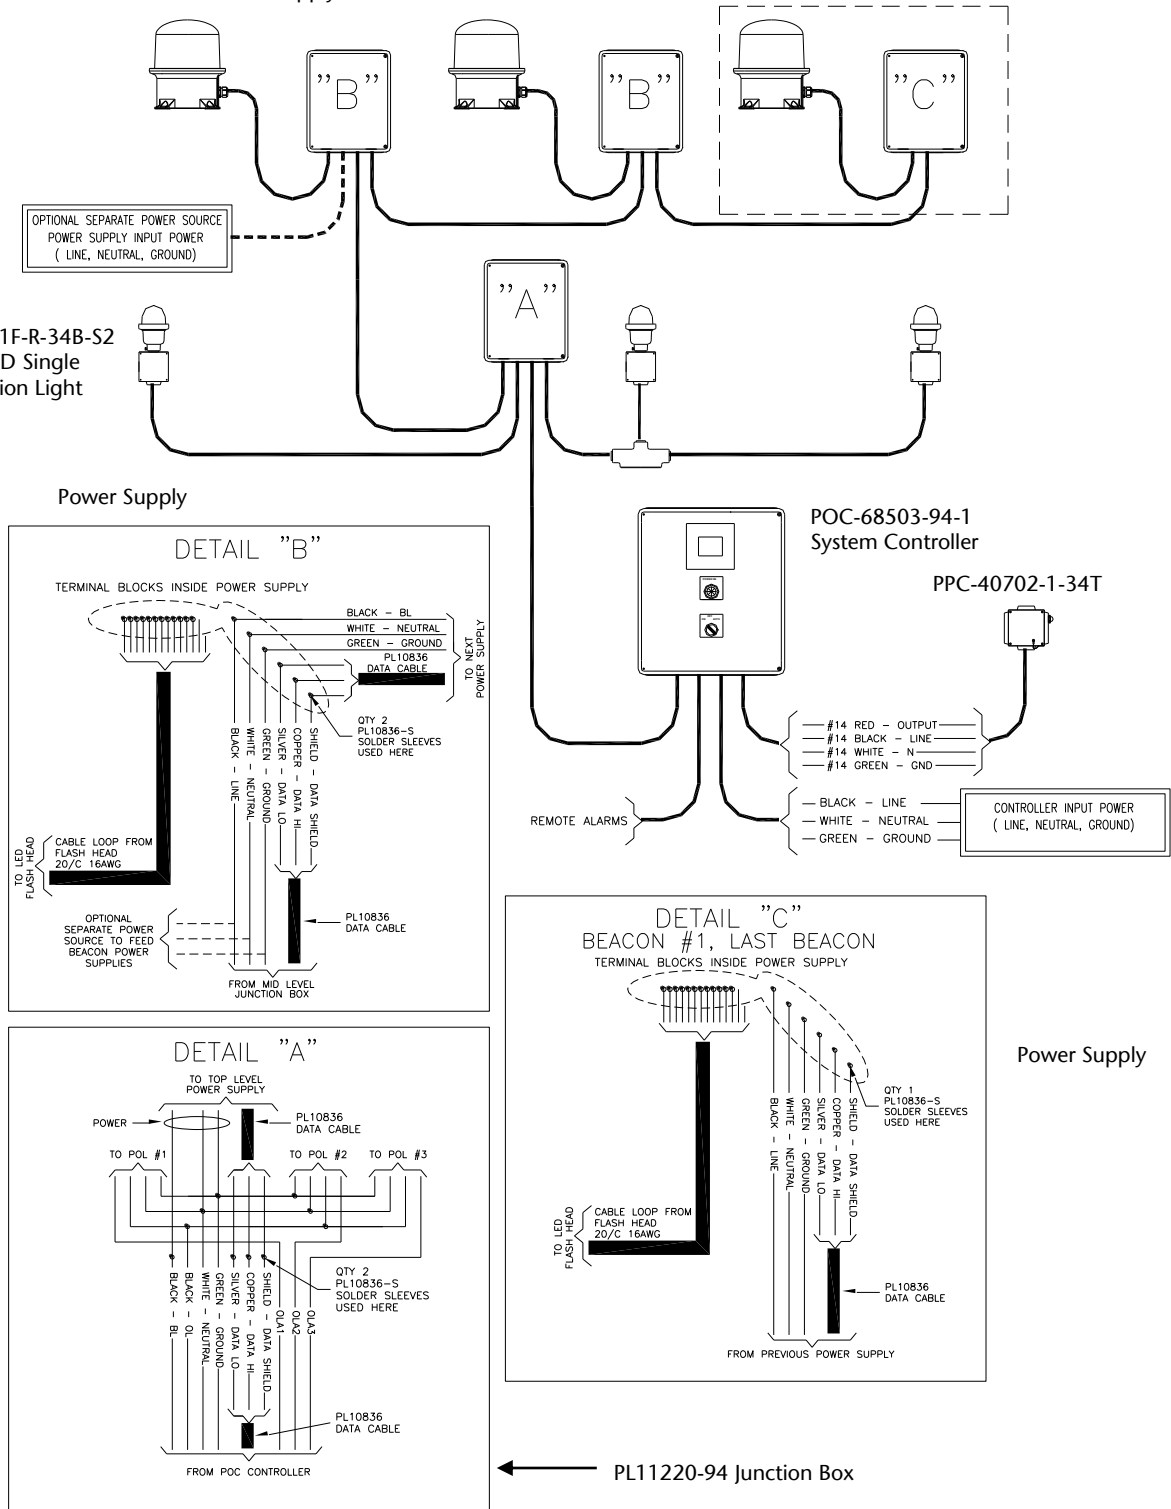 "B"
"B"
"C"
OPTIONAL SEPARATE POWER SOURCE
POWER SUPPLY INPUT POWER
( LINE, NEUTRAL, GROUND)
"A"
1F-R-34B-S2
D Single
ion Light
Power Supply
POC-68503-94-1
System Controller
PPC-40702-1-34T
#14 RED - OUTPUT
#14 BLACK - LINE
#14 WHITE - N
#14 GREEN - GND
REMOTE ALARMS
BLACK - LINE
WHITE - NEUTRAL
GREEN - GROUND
CONTROLLER INPUT POWER
( LINE, NEUTRAL, GROUND)
DETAIL "B"
TERMINAL BLOCKS INSIDE POWER SUPPLY
BLACK - BL
WHITE - NEUTRAL
GREEN - GROUND
PL10836
DATA CABLE
TO NEXT
POWER SUPPLY
QTY 2
PL10836-S
SOLDER SLEEVES
USED HERE
BLACK - LINE
WHITE - NEUTRAL
GREEN - GROUND
SILVER - DATA LO
COPPER - DATA HI
SHIELD - DATA SHIELD
TO LED
FLASH HEAD
CABLE LOOP FROM
FLASH HEAD
20/C 16AWG
OPTIONAL
SEPARATE POWER
SOURCE TO FEED
BEACON POWER
SUPPLIES
PL10836
DATA CABLE
FROM MID LEVEL
JUNCTION BOX
DETAIL "C"
BEACON #1, LAST BEACON
TERMINAL BLOCKS INSIDE POWER SUPPLY
QTY 1
PL10836-S
SOLDER SLEEVES
USED HERE
BLACK - LINE
WHITE - NEUTRAL
GREEN - GROUND
SILVER - DATA LO
COPPER - DATA HI
SHIELD - DATA SHIELD
TO LED
FLASH HEAD
CABLE LOOP FROM
FLASH HEAD
20/C 16AWG
PL10836
DATA CABLE
FROM PREVIOUS POWER SUPPLY
Power Supply
DETAIL "A"
TO TOP LEVEL
POWER SUPPLY
POWER
PL10836
DATA CABLE
TO POL #1
TO POL #2
TO POL #3
QTY 2
PL10836-S
SOLDER SLEEVES
USED HERE
BLACK - BL
BLACK - OL
WHITE - NEUTRAL
GREEN - GROUND
SILVER - DATA LO
COPPER - DATA HI
SHIELD - DATA SHIELD
OLA1
OLA2
OLA3
PL10836
DATA CABLE
FROM POC CONTROLLER
PL11220-94 Junction Box